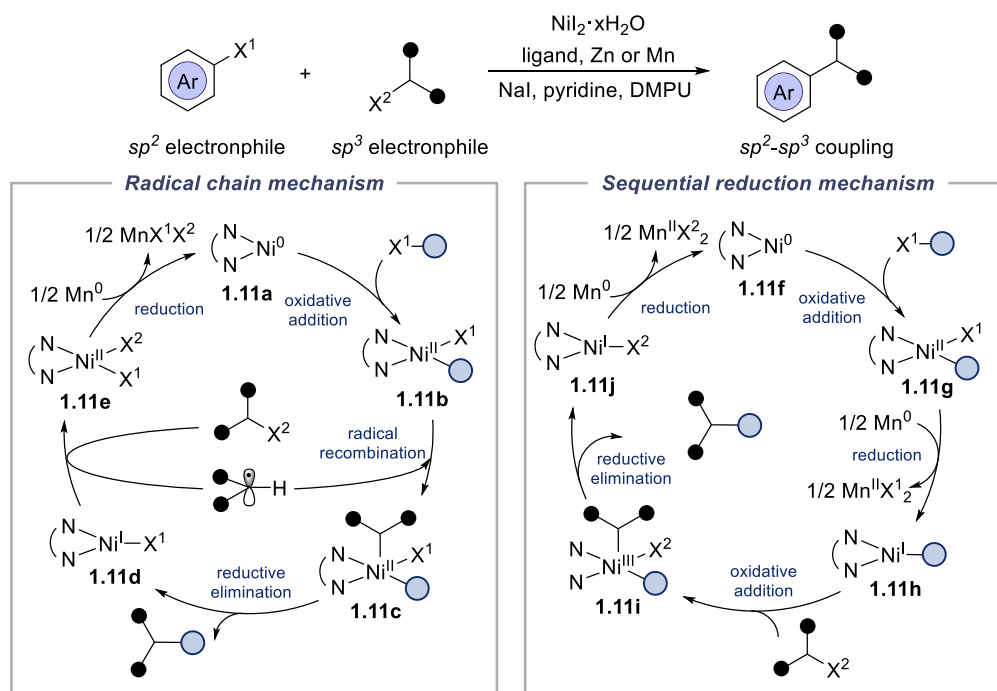 X¹
Ar
+
X²
NiI₂·xH₂O
ligand, Zn or Mn
NaI, pyridine, DMPU
Ar
sp² electronphile
sp³ electronphile
sp²-sp³ coupling
Radical chain mechanism
1/2 MnX¹X²
N
N
Ni⁰
1.11a
X¹
1/2 Mn⁰
reduction
oxidative
addition
N
N
Niᴵᴵ
X²
X¹
1.11e
N
N
Niᴵᴵ
X¹
1.11b
X²
radical
recombination
H
N
N
Niᴵ
X¹
1.11d
reductive
elimination
N
N
Niᴵᴵ
X¹
1.11c
Sequential reduction mechanism
1/2 MnᴵᴵX²₂
N
N
Ni⁰
1.11f
X¹
1/2 Mn⁰
reduction
oxidative
addition
N
N
Niᴵ
X²
1.11j
N
N
Niᴵᴵ
X¹
1.11g
1/2 Mn⁰
reduction
1/2 MnᴵᴵX¹₂
reductive
elimination
N
N
Niᴵᴵᴵ
X²
1.11i
oxidative
addition
N
N
Niᴵ
1.11h
X²